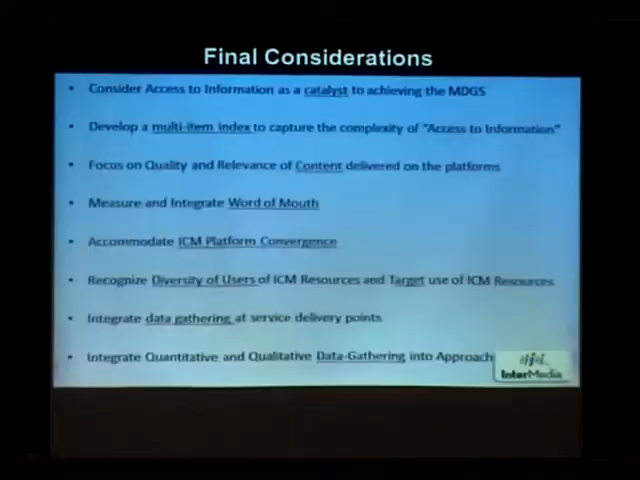 Final Considerations
• Consider Access to Information as a catalyst to achieving the MDGS
• Develop a multi-item index to capture the complexity of "Access to Information"
• Focus on Quality and Relevance of Content delivered on the platforms
• Measure and Integrate Word of Mouth
• Accommodate ICM Platform Convergence
• Recognize Diversity of Users of ICM Resources and Target use of ICM Resources
• Integrate data gathering at service delivery points
• Integrate Quantitative and Qualitative Data-Gathering into Approach
InterMedia